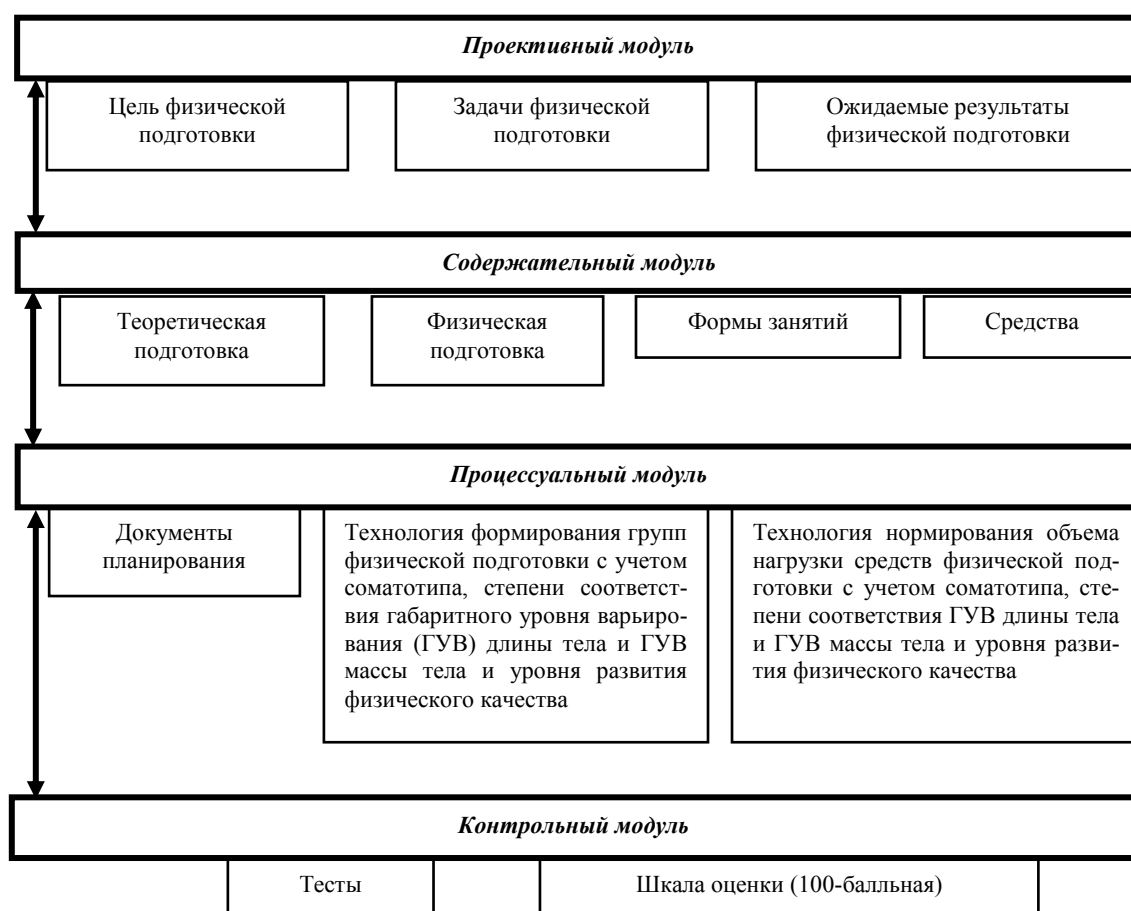 Проективный модуль
Цель физической
подготовки
Задачи физической
подготовки
Ожидаемые результаты
физической подготовки
Содержательный модуль
Теоретическая
подготовка
Физическая
подготовка
Формы занятий
Средства
Процессуальный модуль
Документы
планирования
Технология формирования групп
физической подготовки с учетом
соматотипа, степени соответст-
вия габаритного уровня варьиро-
вания (ГУВ) длины тела и ГУВ
массы тела и уровня развития
физического качества
Технология нормирования объема
нагрузки средств физической под-
готовки с учетом соматотипа, сте-
пени соответствия ГУВ длины тела
и ГУВ массы тела и уровня разви-
тия физического качества
Контрольный модуль
Тесты
Шкала оценки (100-балльная)